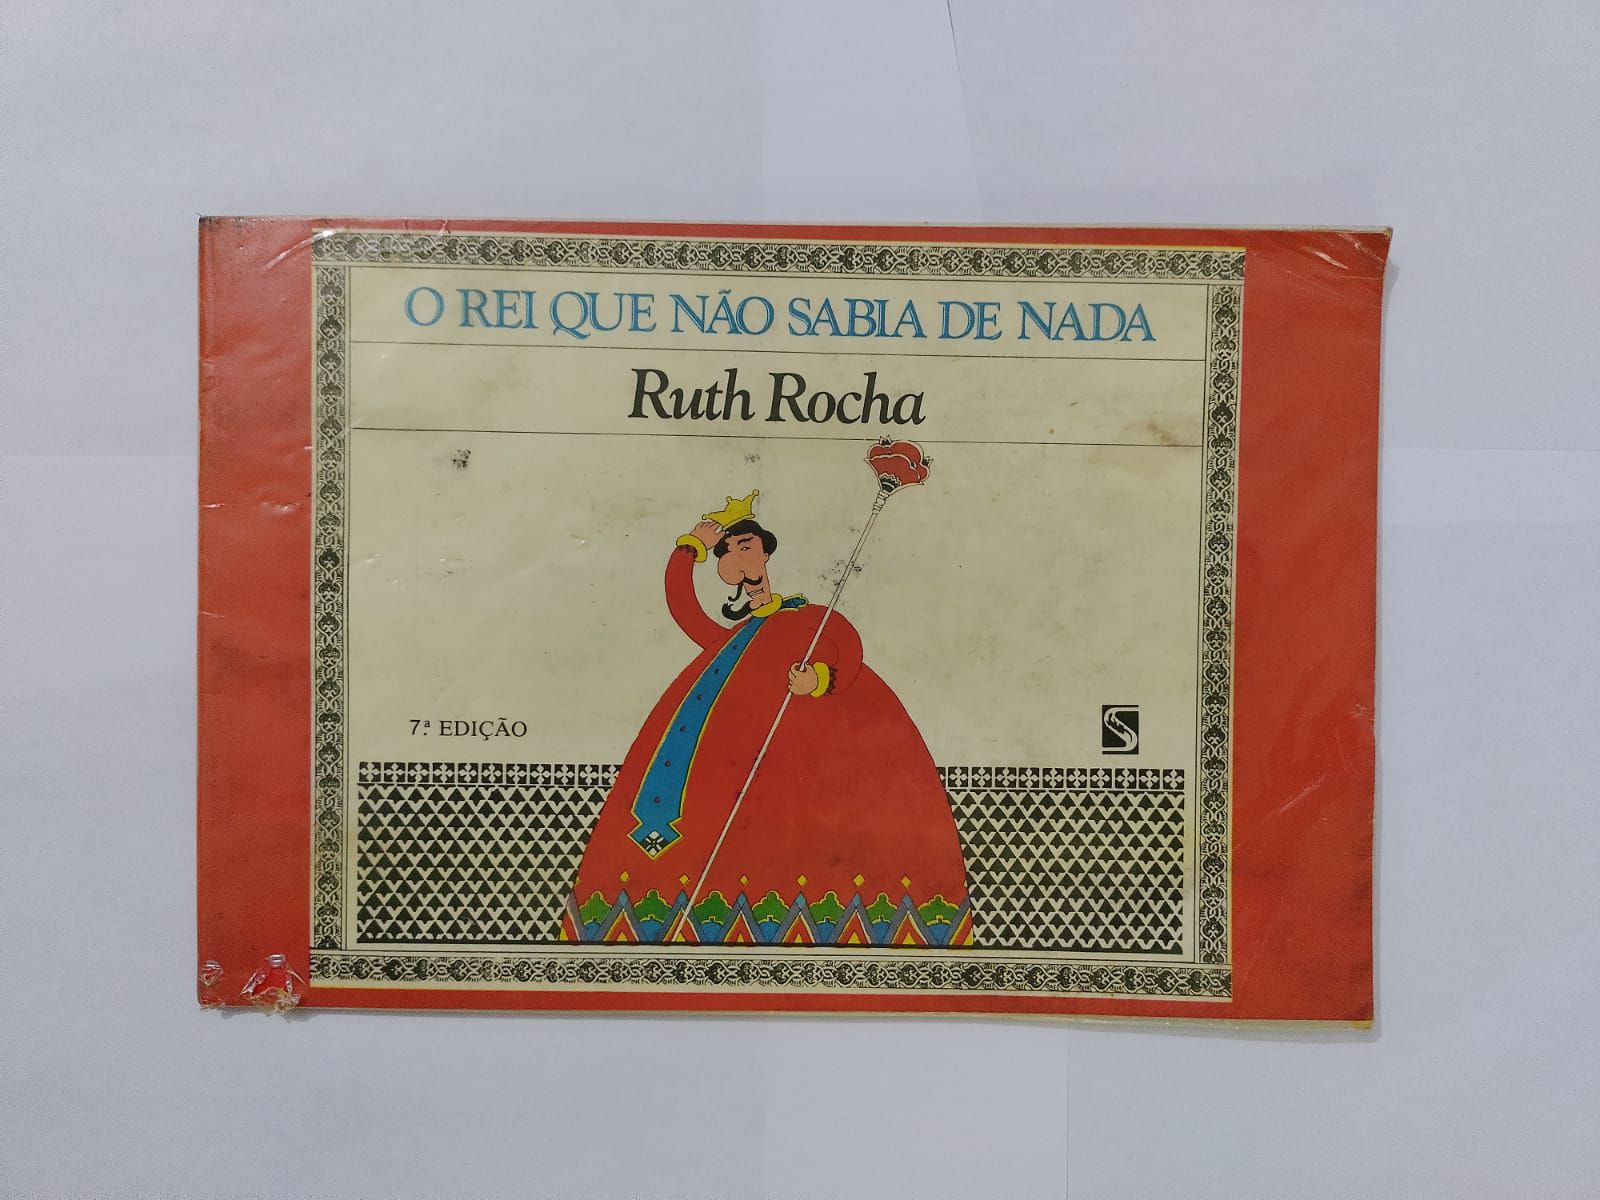 O REI QUE NÃO SABIA DE NADA
Ruth Rocha
7ª EDIÇÃO